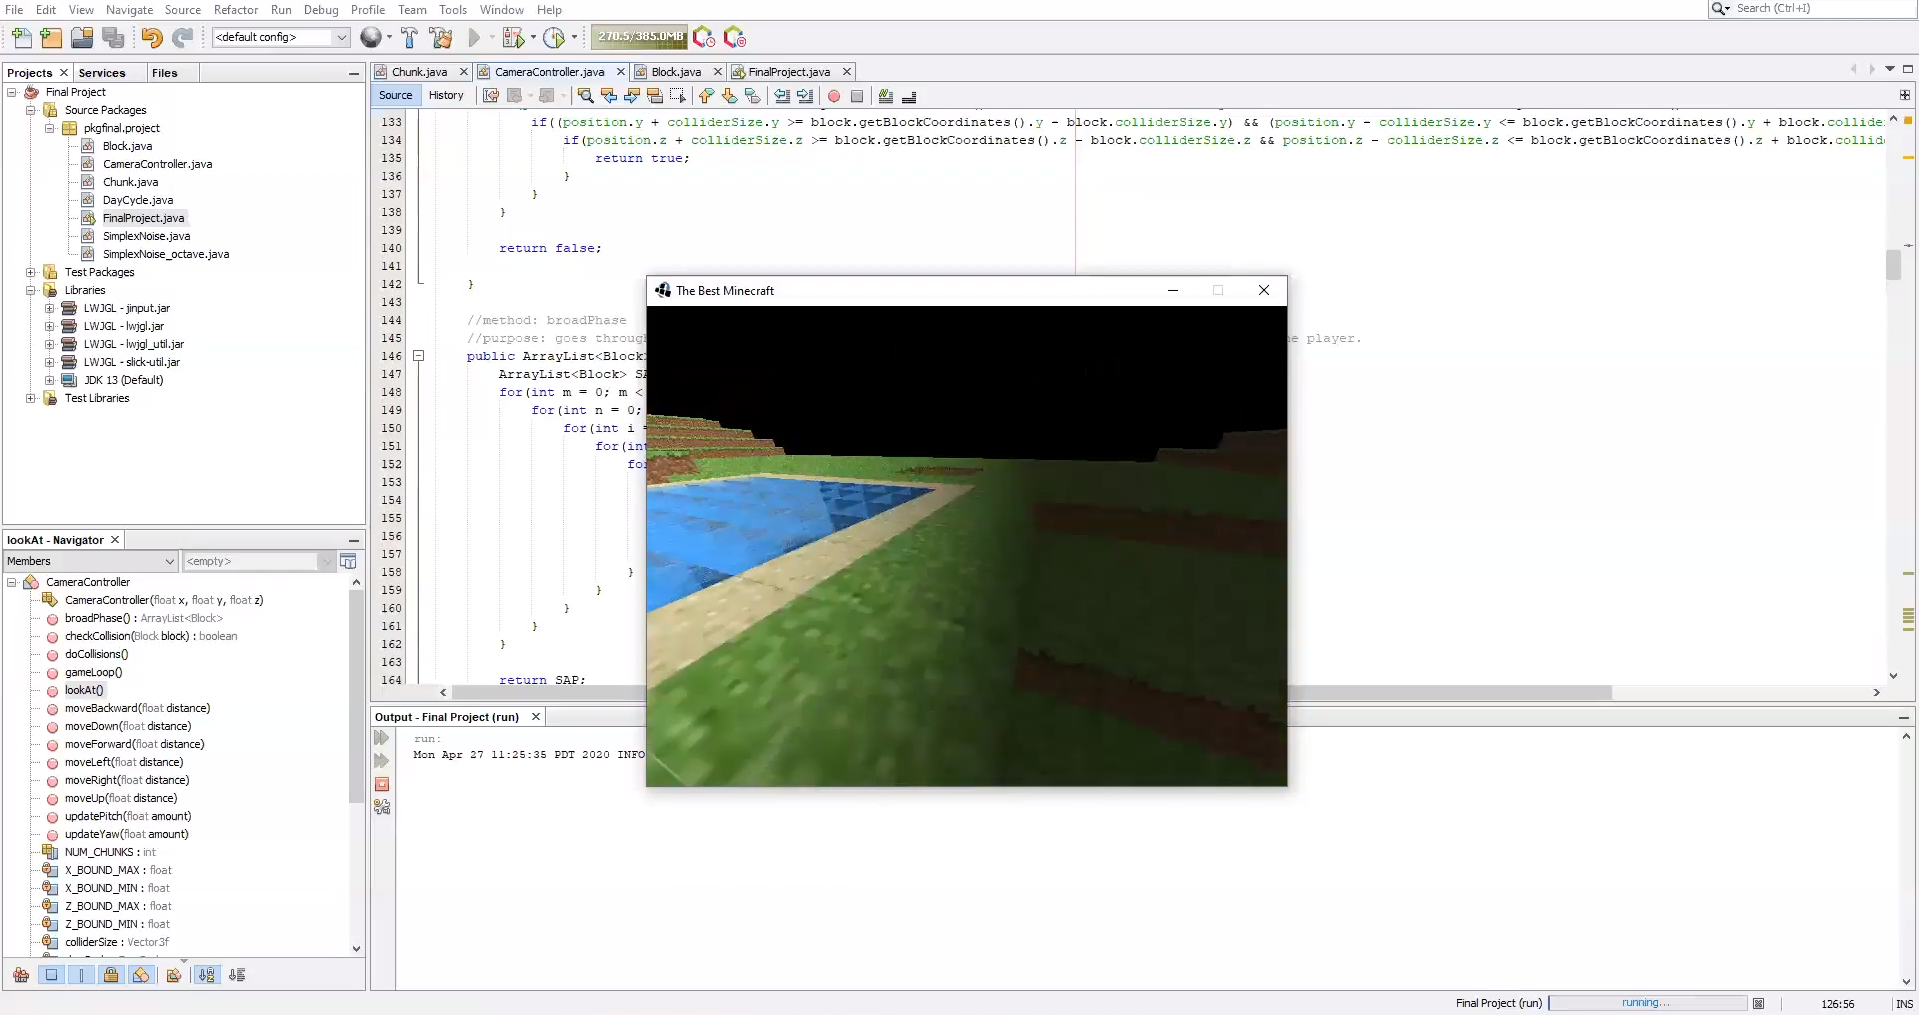 File Edit View Navigate Source Refactor Run Debug Profile Team Tools Window Help
Search (Ctrl+I)
<default config>
270.5/385.0MB
Projects Services Files
Final Project
Source Packages
pkgfinal.project
Block.java
CameraController.java
Chunk.java
DayCycle.java
FinalProject.java
SimplexNoise.java
SimplexNoise_octave.java
Test Packages
Libraries
LWJGL - jinput.jar
LWJGL - lwjgl.jar
LWJGL - lwjgl_util.jar
LWJGL - slick-util.jar
JDK 13 (Default)
Test Libraries
lookAt - Navigator
Members <empty>
CameraController
CameraController(float x, float y, float z)
broadPhase() : ArrayList<Block>
checkCollision(Block block) : boolean
doCollisions()
gameLoop()
lookAt()
moveBackward(float distance)
moveDown(float distance)
moveForward(float distance)
moveLeft(float distance)
moveRight(float distance)
moveUp(float distance)
updatePitch(float amount)
updateYaw(float amount)
NUM_CHUNKS : int
X_BOUND_MAX : float
X_BOUND_MIN : float
Z_BOUND_MAX : float
Z_BOUND_MIN : float
colliderSize : Vector3f
Chunk.java CameraController.java Block.java FinalProject.java
Source History
133 if((position.y + colliderSize.y >= block.getBlockCoordinates().y - block.colliderSize.y) && (position.y - colliderSize.y <= block.getBlockCoordinates().y + block.collide
134 if(position.z + colliderSize.z >= block.getBlockCoordinates().z - block.colliderSize.z && position.z - colliderSize.z <= block.getBlockCoordinates().z + block.collid
135 return true;
136 }
137 }
138 }
139
140 return false;
141
142 }
143
144 //method: broadPhase
145 //purpose: goes through e player.
146 public ArrayList<Block>
147 ArrayList<Block> SA
148 for(int m = 0; m <
149 for(int n = 0;
150 for(int i =
151 for(int
152 fo
153
154
155
156
157
158 }
159 }
160 }
161 }
162 }
163
164 return SAP;
The Best Minecraft
Output - Final Project (run)
run:
Mon Apr 27 11:25:35 PDT 2020 INFO
Final Project (run) running... 126:56 INS